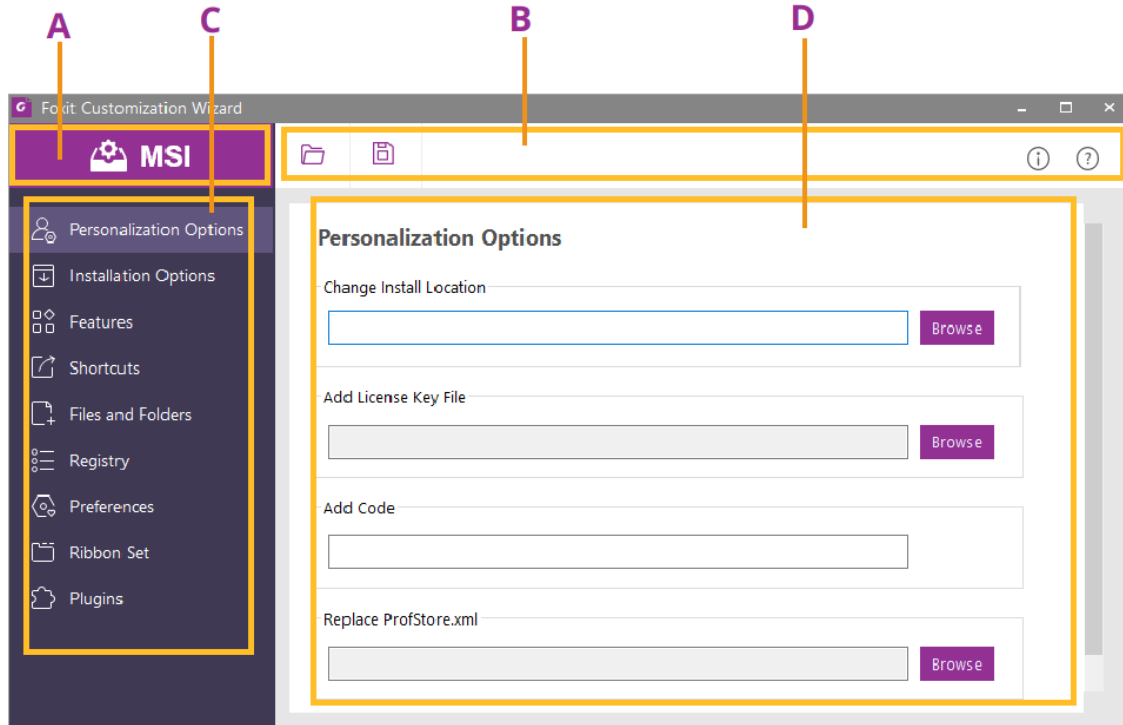 A
C
B
D
Foxit Customization Wizard
MSI
Personalization Options
Installation Options
Features
Shortcuts
Files and Folders
Registry
Preferences
Ribbon Set
Plugins
Personalization Options
Change Install Location
Browse
Add License Key File
Browse
Add Code
Replace ProfStore.xml
Browse